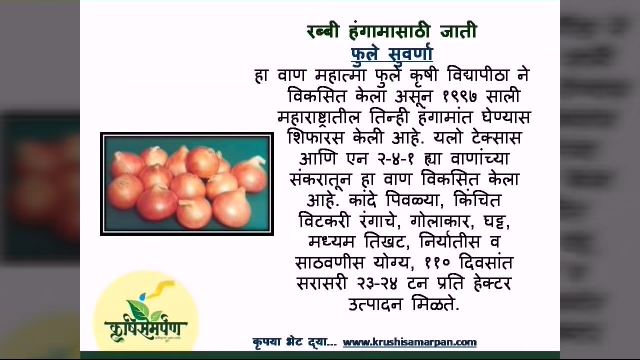 रब्बी हंगामासाठी जाती
फुले सुवर्णा
हा वाण महात्मा फुले कृषी विद्यापीठा ने
विकसित केला असून १९९७ साली
महाराष्ट्रातील तिन्ही हंगामांत घेण्यास
शिफारस केली आहे. यलो टेक्सास
आणि एन २-४-१ ह्या वाणांच्या
संकरातून हा वाण विकसित केला
आहे. कांदे पिवळ्या, किंचित
विटकरी रंगाचे, गोलाकार, घट्ट,
मध्यम तिखट, निर्यातीस व
साठवणीस योग्य, ११० दिवसांत
सरासरी २३-२४ टन प्रति हेक्टर
उत्पादन मिळते.
कृषिसमर्पण
कृपया भेट द्या... www.krushisamarpan.com